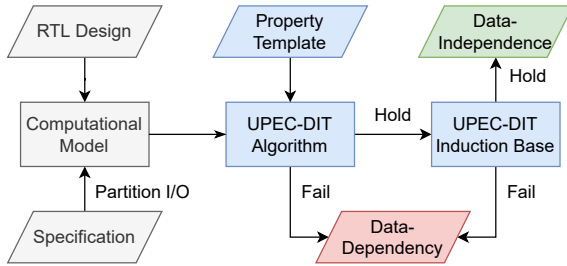 RTL Design
Property
Template
Data-
Independence
Hold
Computational
Model
UPEC-DIT
Algorithm
Hold
UPEC-DIT
Induction Base
Partition I/O
Fail
Fail
Specification
Data-
Dependency